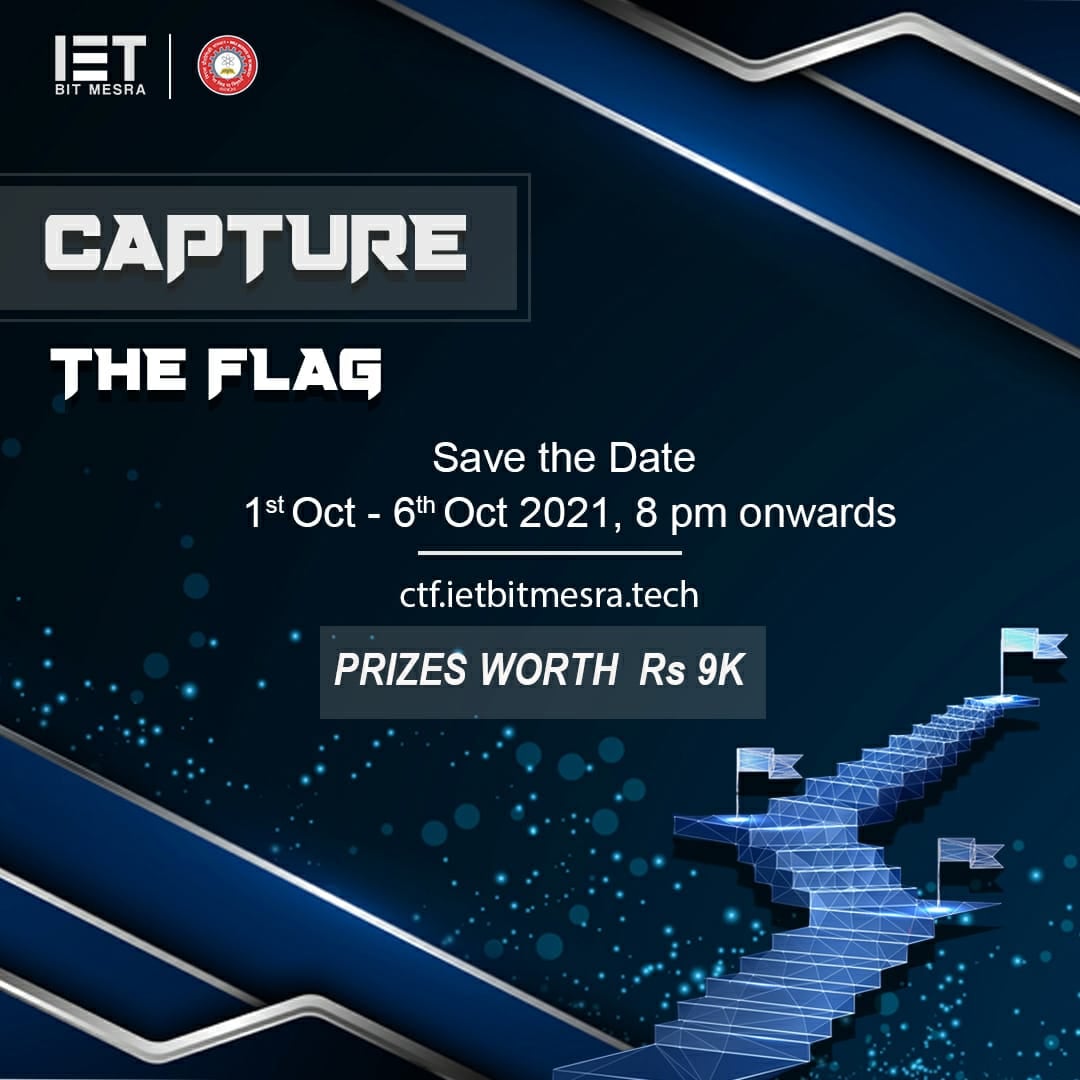 IET
BIT MESRA
CAPTURE
THE FLAG
Save the Date
1st Oct - 6th Oct 2021, 8 pm onwards
ctf.ietbitmesra.tech
PRIZES WORTH Rs 9K